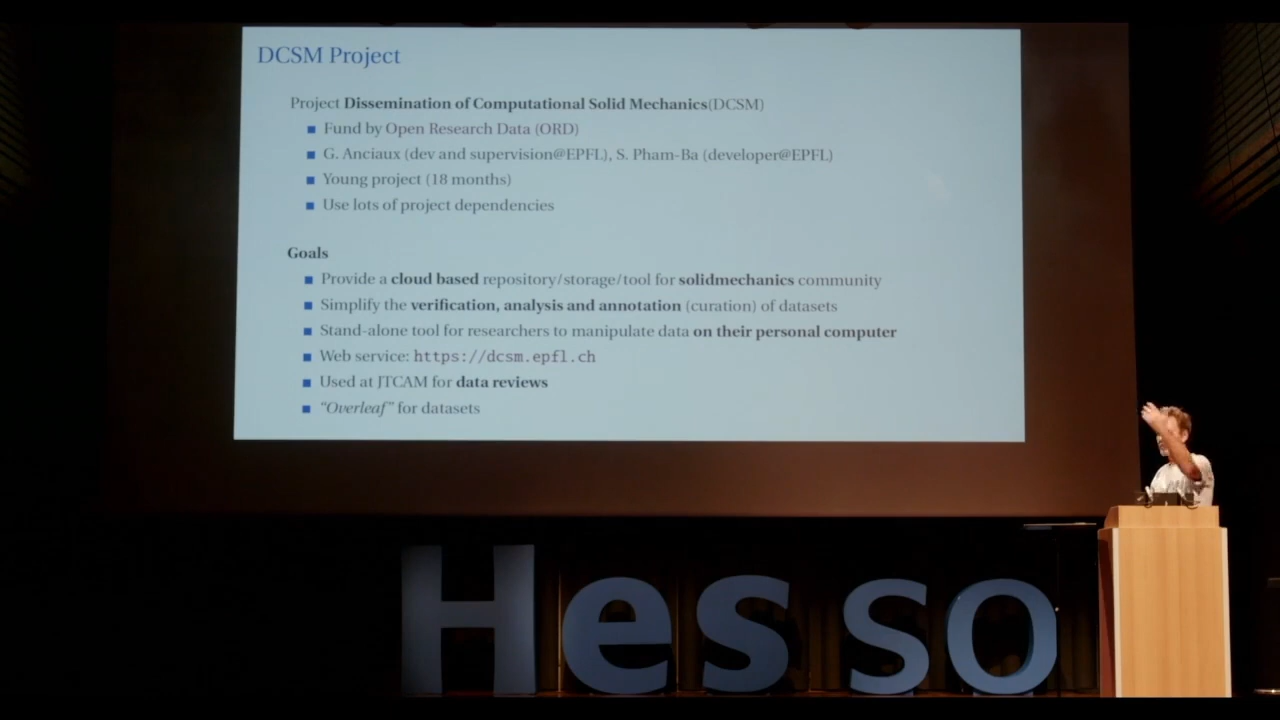 DCSM Project
Project Dissemination of Computational Solid Mechanics(DCSM)
Fund by Open Research Data (ORD)
G. Anciaux (dev and supervision@EPFL), S. Pham-Ba (developer@EPFL)
Young project (18 months)
Use lots of project dependencies
Goals
Provide a cloud based repository/storage/tool for solidmechanics community
Simplify the verification, analysis and annotation (curation) of datasets
Stand-alone tool for researchers to manipulate data on their personal computer
Web service: https://dcsm.epfl.ch
Used at JTCAM for data reviews
“Overleaf” for datasets
Hes so